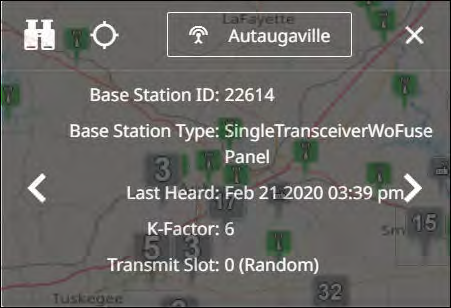 LaFayette
Autaugaville
Base Station ID: 22614
Base Station Type: SingleTransceiverWoFuse
Panel
3
Last Heard: Feb 21 2020 03:39 pm
17
K-Factor: 6
15
5 3
Transmit Slot: 0 (Random)
32
Tuskegee